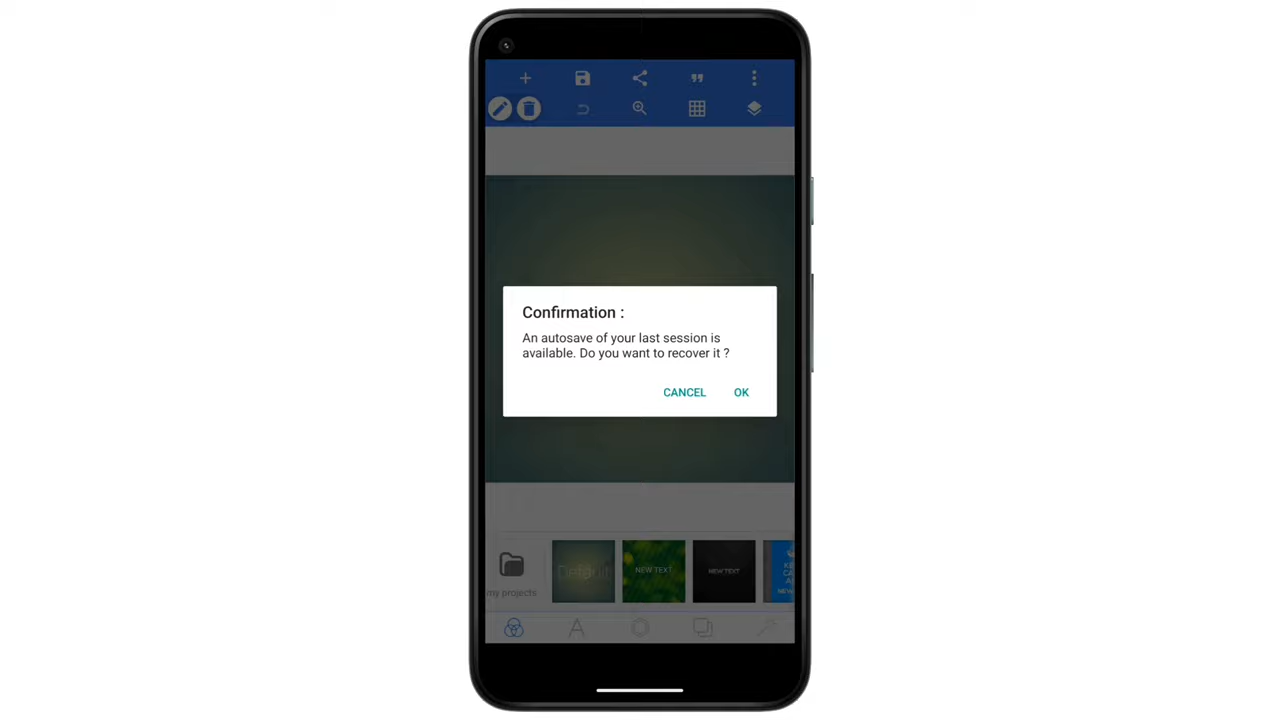 Confirmation :
An autosave of your last session is
available. Do you want to recover it ?
CANCEL OK
Default
NEW TEXT
NEW TEXT
my projects